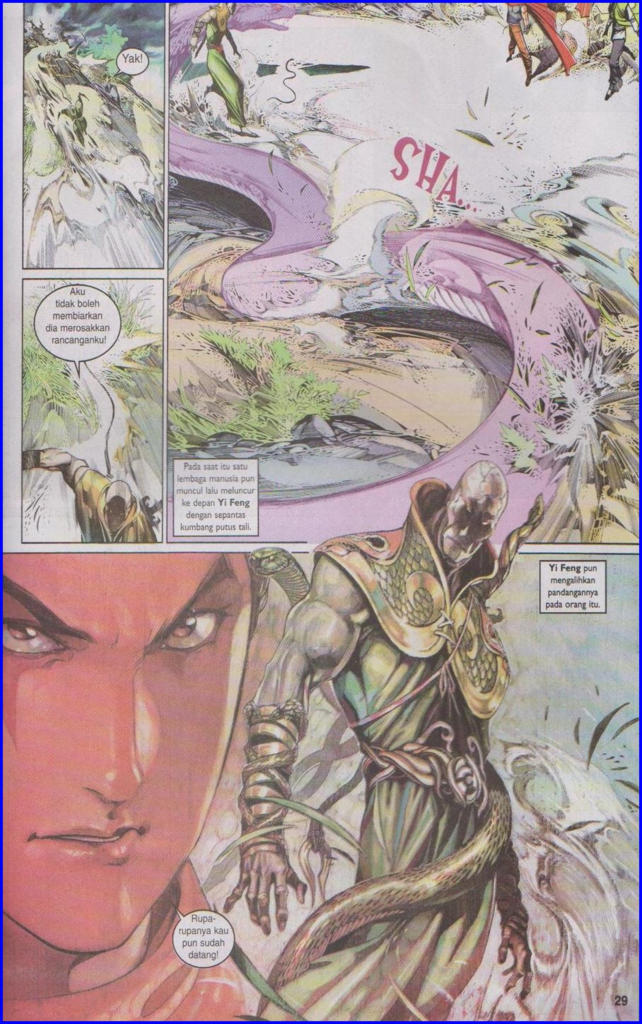 Yak!
SHA...
Aku
tidak boleh
membiarkan
dia merosakkan
rancanganku!
Pada saat itu satu
lembaga manusia pun
muncul lalu meluncur
ke depan Yi Feng
dengan sepantas
kumbang putus tali.
Yi Feng pun
mengalihkan
pandangannya
pada orang itu.
Rupa-
rupanya kau
pun sudah
datang!
29